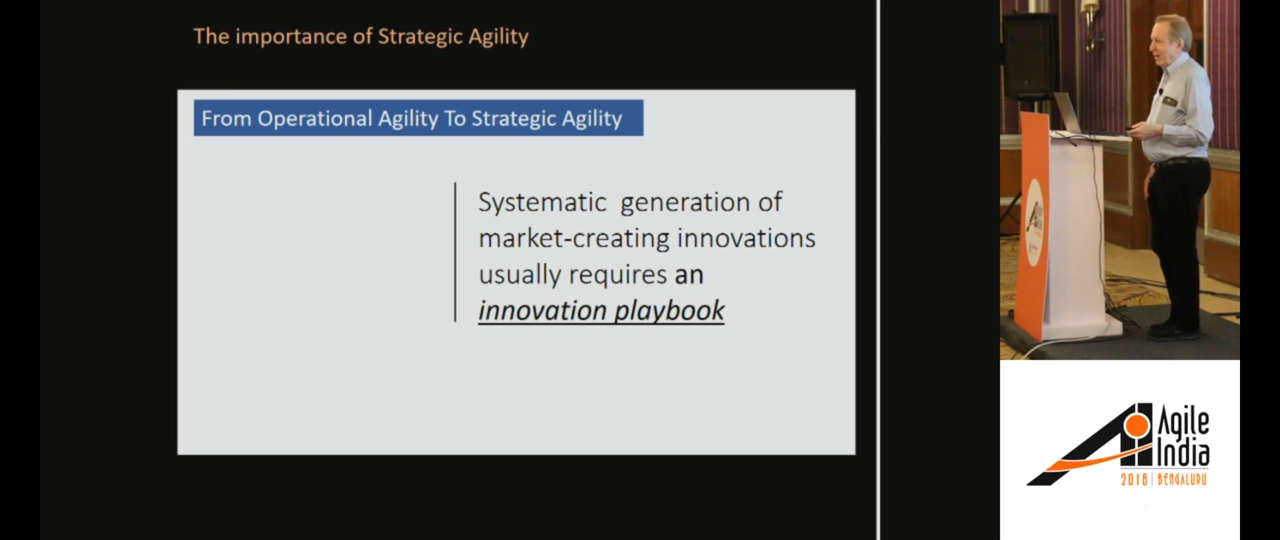 The importance of Strategic Agility
From Operational Agility To Strategic Agility
Systematic generation of
market-creating innovations
usually requires an
innovation playbook
Agile
India
2018 | BENGALURU